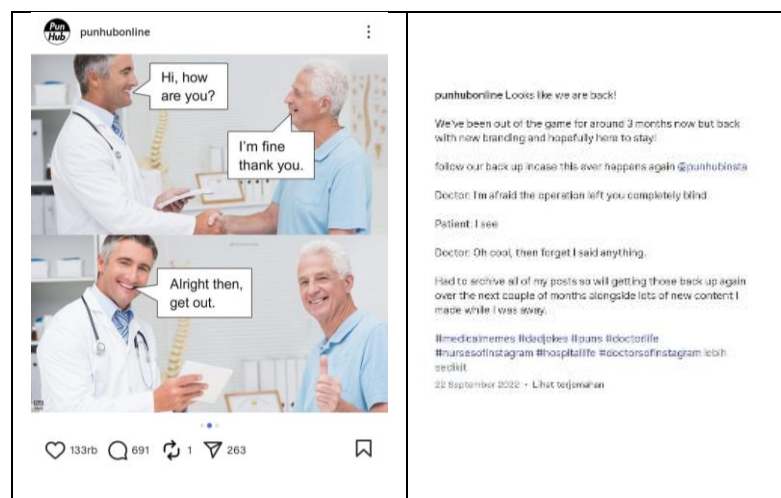 Pun
Hub
punhubonline
Hi, how
are you?
I'm fine
thank you.
Alright then,
get out.
Pun
Hub
133rb
691
1
263
punhubonline Looks like we are back!
We've been out of the game for around 3 months now but back
with new branding and hopefully here to stay!
follow our back up incase this ever happens again @punhubinsta
Doctor: I'm afraid the operation left you completely blind
Patient: I see
Doctor: Oh cool, then forget I said anything.
Had to archive all of my posts so will getting those back up again
over the next couple of months alongside lots of new content I
made while I was away.
#medicalmemes #dadjokes #puns #doctorlife
#nursesofinstagram #hospitallife #doctorsofinstagram lebih
sedikit
22 September 2022 • Lihat terjemahan